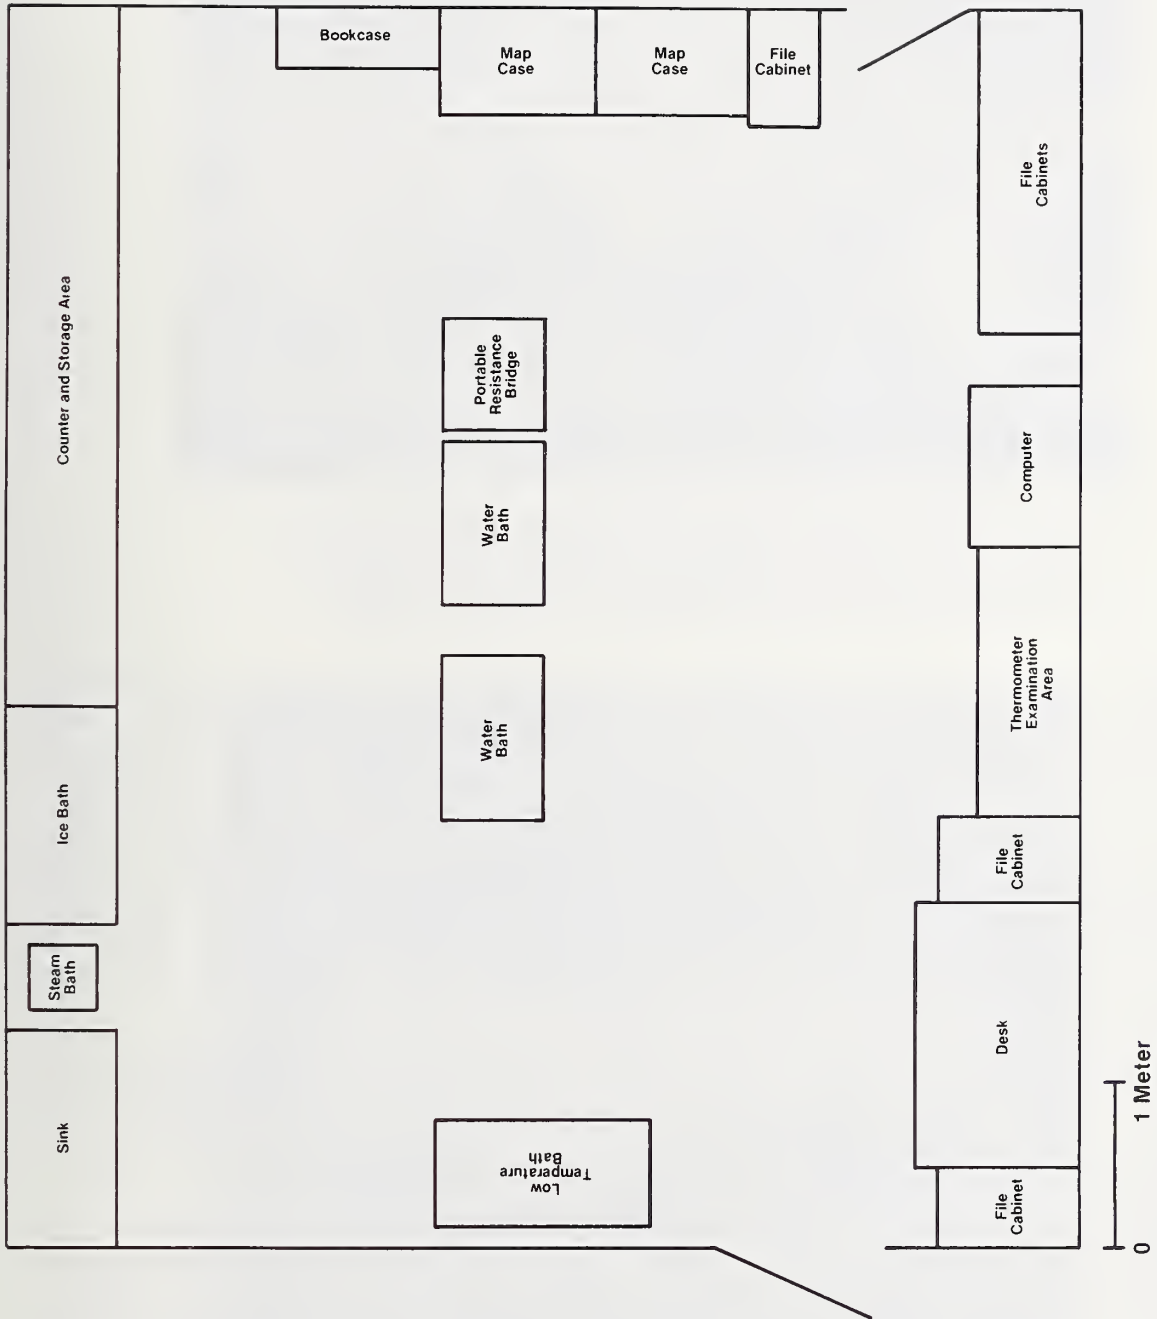 Bookcase
Map
Case
Map
Case
File
Cabinet
File
Cabinets
Counter and Storage Area
Portable
Resistance
Bridge
Computer
Water
Bath
Thermometer
Examination
Area
Water
Bath
Ice Bath
File
Cabinet
Steam
Bath
Desk
Sink
Low
Temperature
Bath
File
Cabinet
0 1 Meter